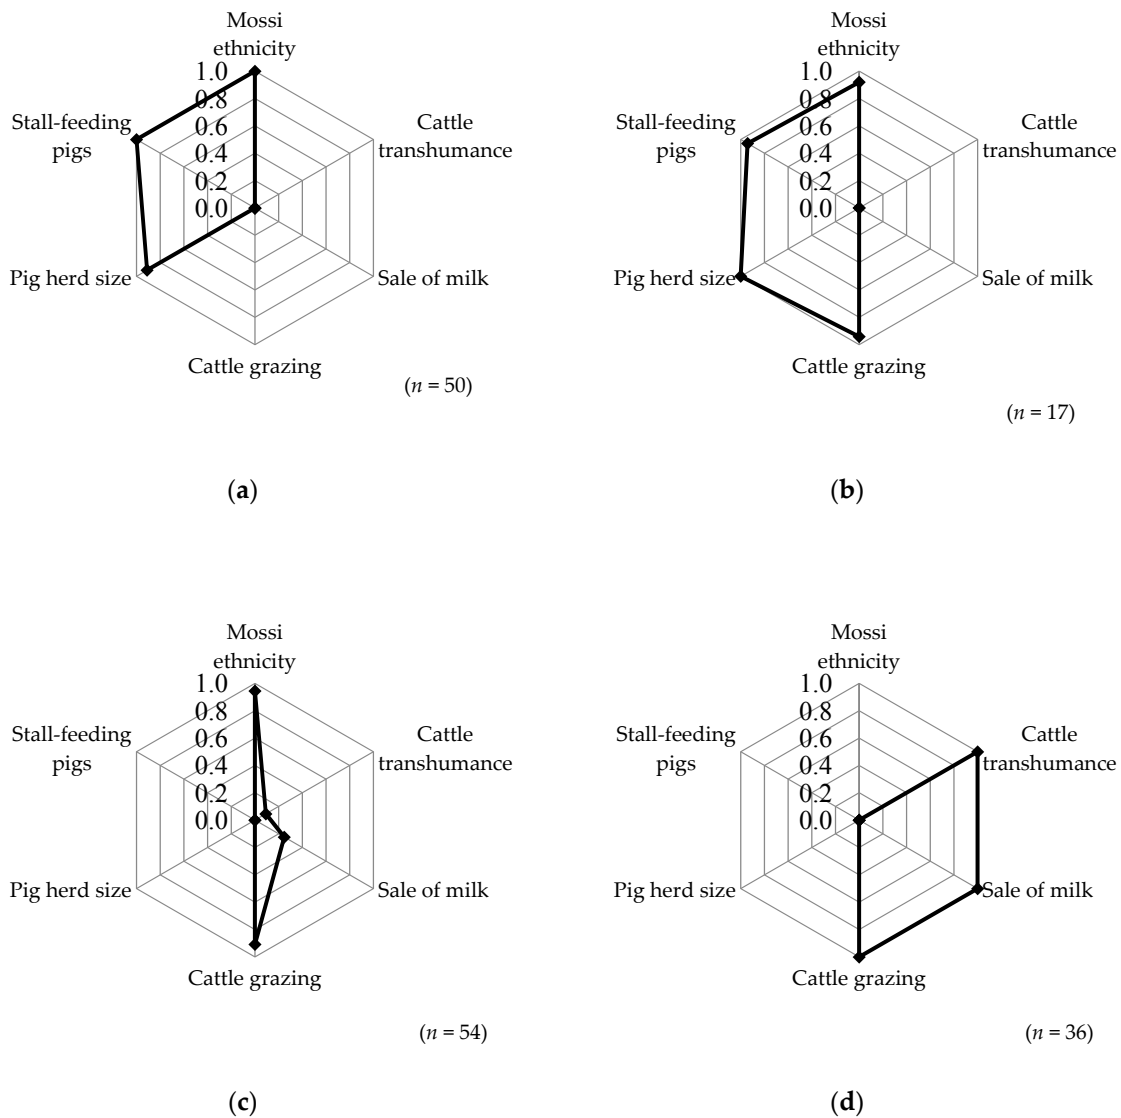 Mossi
ethnicity
1.0
0.8
0.6
0.4
0.2
0.0
Stall-feeding
pigs
Cattle
transhumance
Pig herd size
Sale of milk
Cattle grazing
(n = 50)
(a)
Mossi
ethnicity
1.0
0.8
0.6
0.4
0.2
0.0
Stall-feeding
pigs
Cattle
transhumance
Pig herd size
Sale of milk
Cattle grazing
(n = 17)
(b)
Mossi
ethnicity
1.0
0.8
0.6
0.4
0.2
0.0
Stall-feeding
pigs
Cattle
transhumance
Pig herd size
Sale of milk
Cattle grazing
(n = 54)
(c)
Mossi
ethnicity
1.0
0.8
0.6
0.4
0.2
0.0
Stall-feeding
pigs
Cattle
transhumance
Pig herd size
Sale of milk
Cattle grazing
(n = 36)
(d)